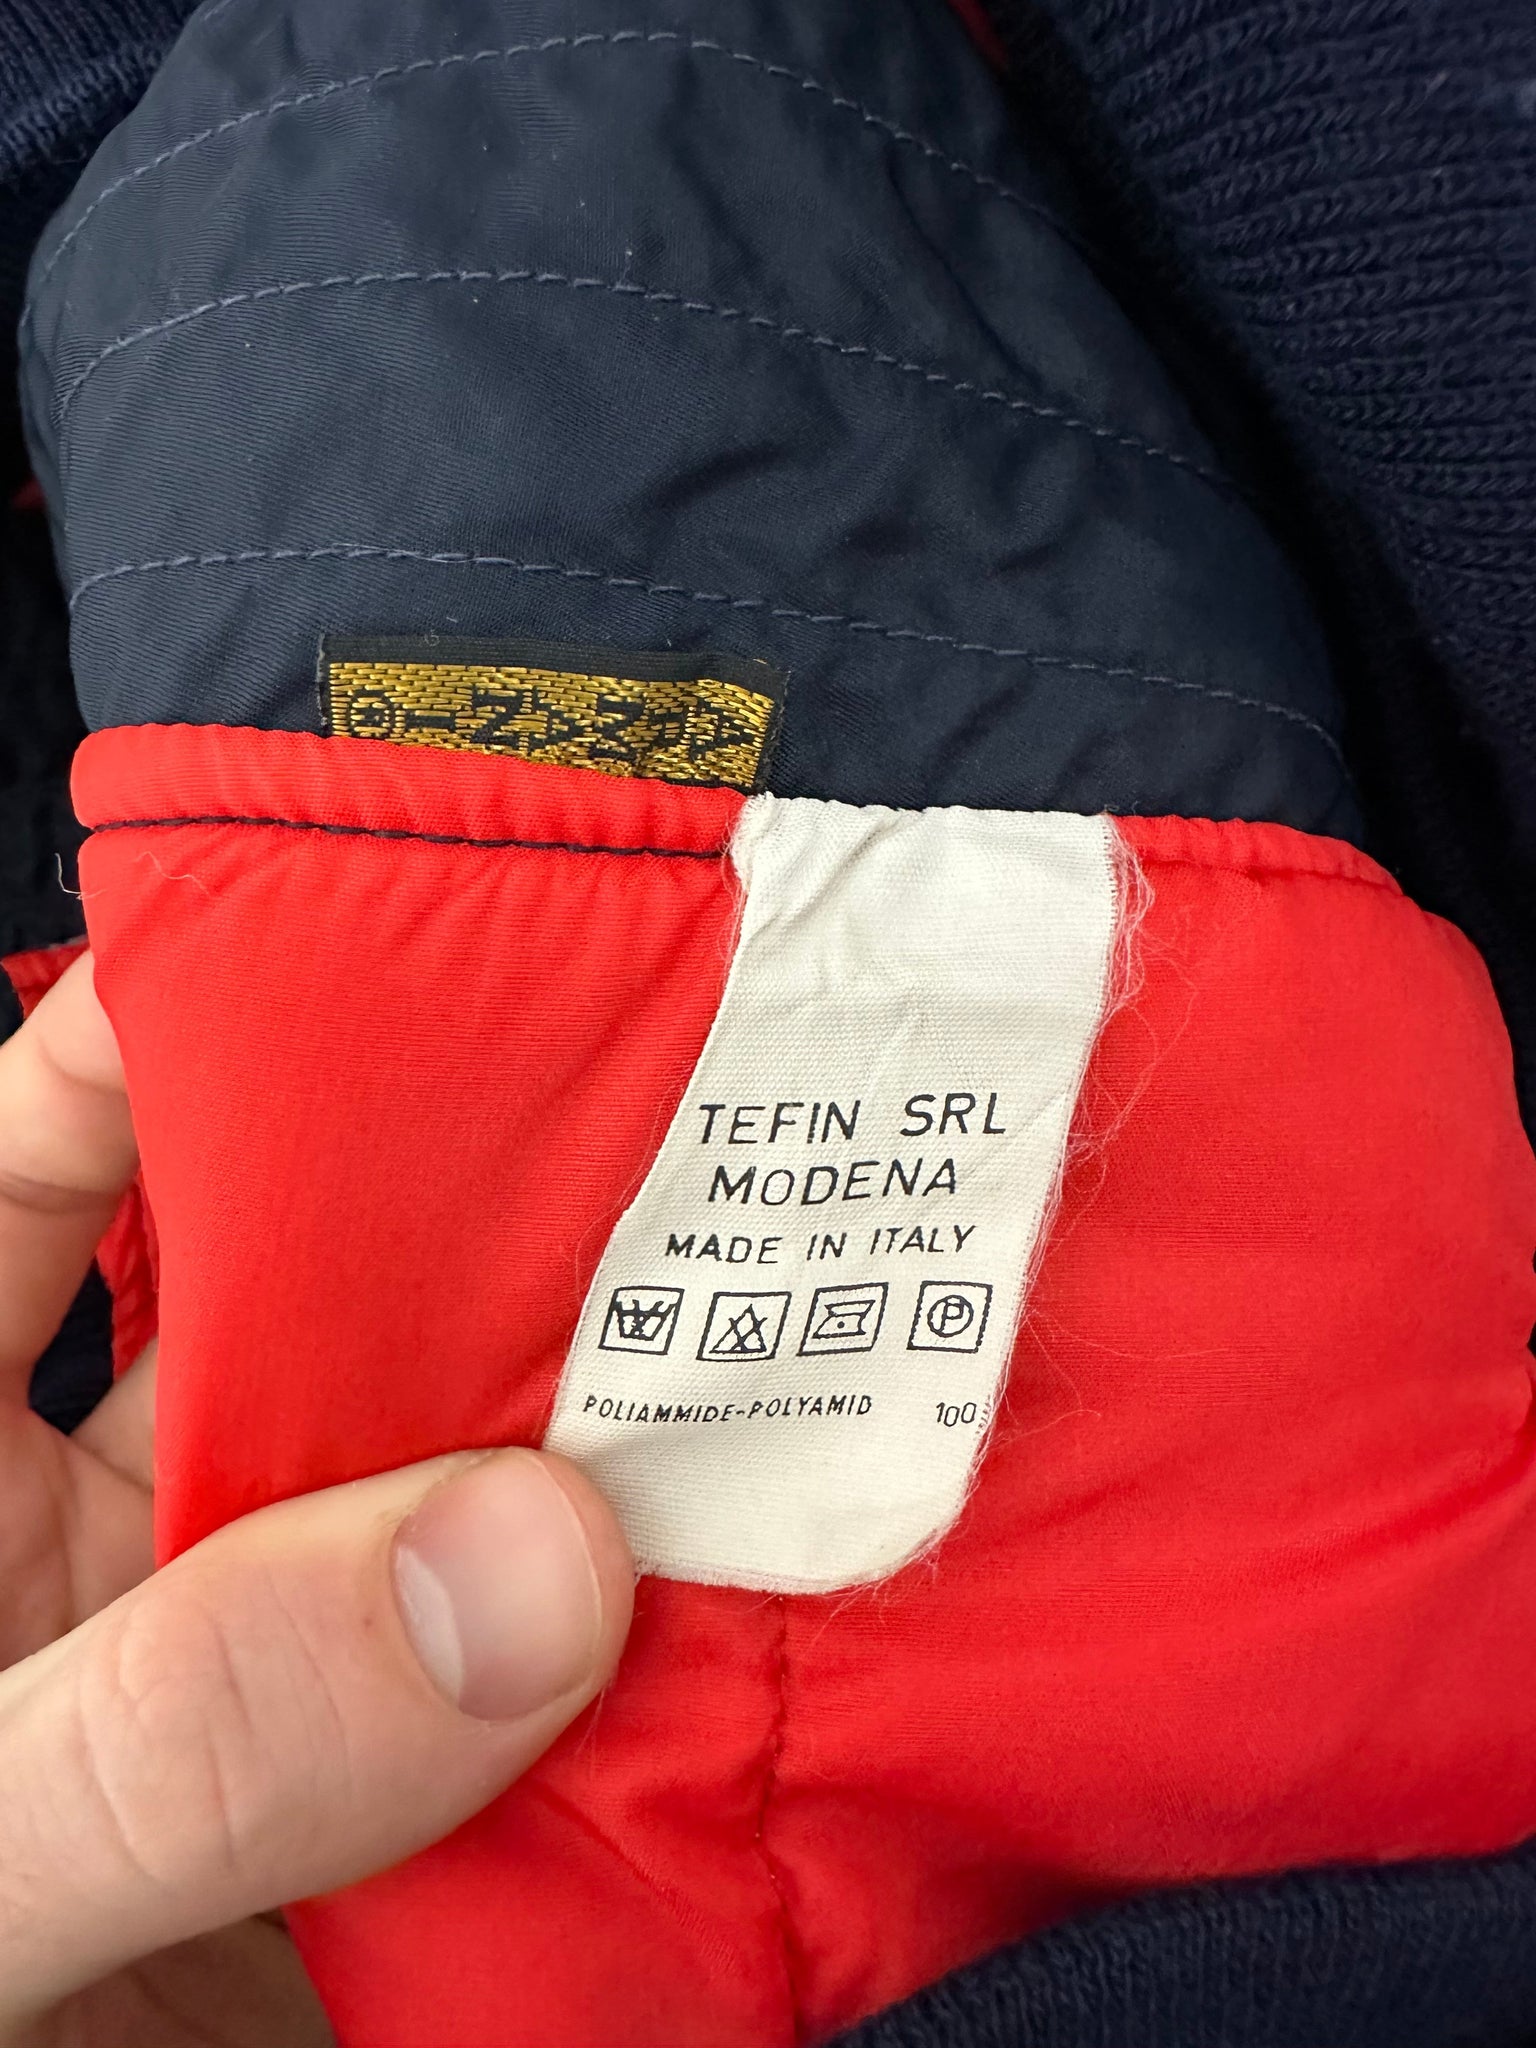 TEFIN SRL
MODENA
MADE IN ITALY
P
POLIAMMIDE-POLYAMID 100